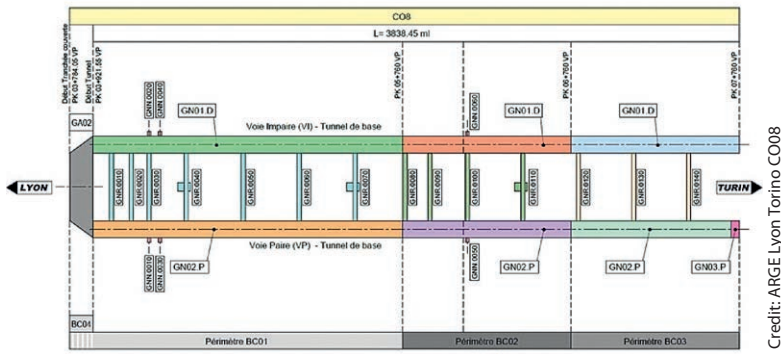 CO8
L= 3838.45 ml
Début Tranchée couverte
PK 03+784.05 VP
Début Tunnel
PK 03+921.55 VP
PK 05+760 VP
PK 06+760 VP
PK 07+760 VP
GA02
GNN.0020
GNN.0040
GN01.D
GNN.0060
GN01.D
GN01.D
Voie Impaire (VI) - Tunnel de base
LYON
GNR.0010
GNR.0020
GNR.0030
GNR.0040
GNR.0050
GNR.0060
GNR.0070
GNR.0080
GNR.0090
GNR.0100
GNR.0110
GNR.0120
GNR.0130
GNR.0140
TURIN
Voie Paire (VP) - Tunnel de base
GNN.0010
GNN.0030
GN02.P
GNN.0050
GN02.P
GN02.P
GN03.P
BC04
Périmètre BC01
Périmètre BC02
Périmètre BC03
Credit: ARGE Lyon Torino CO08